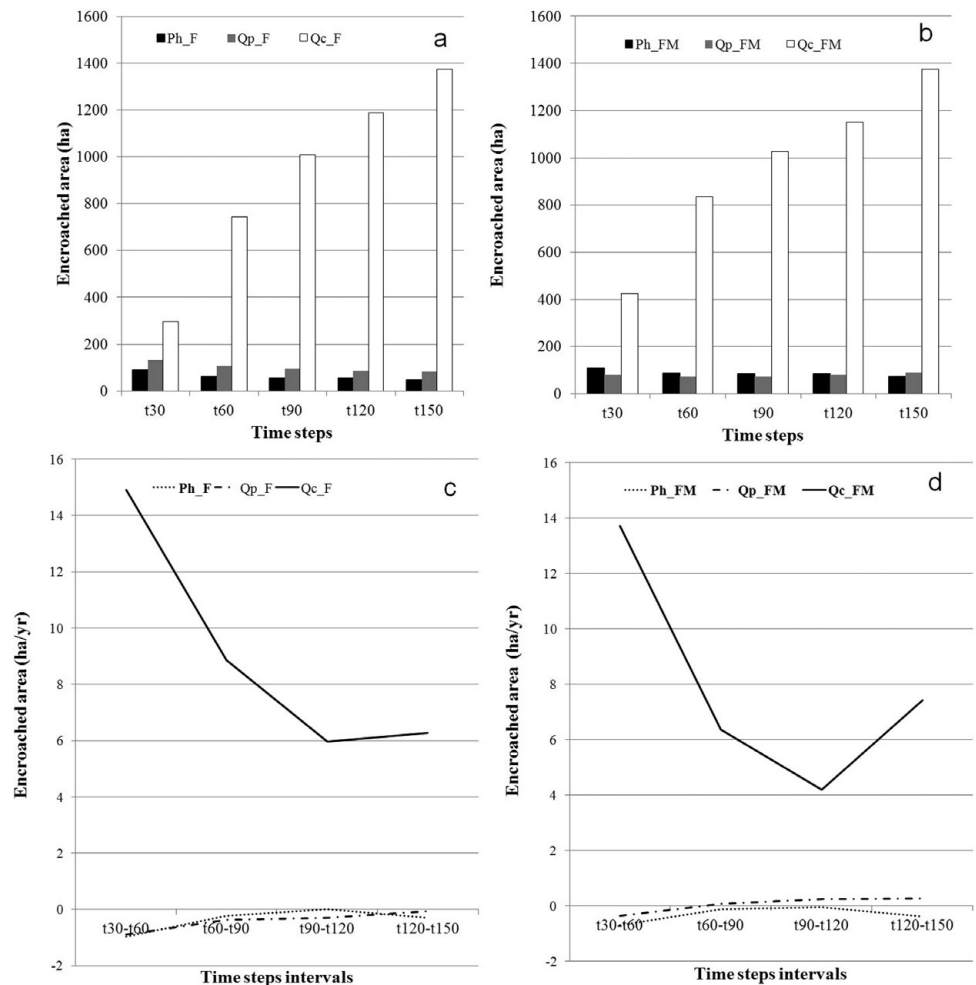 a
Ph_F Qp_F Qc_F
Encroached area (ha)
1600
1400
1200
1000
800
600
400
200
0
t30 t60 t90 t120 t150
Time steps
b
Ph_FM Qp_FM Qc_FM
Encroached area (ha)
1600
1400
1200
1000
800
600
400
200
0
t30 t60 t90 t120 t150
Time steps
c
Ph_F Qp_F Qc_F
Encroached area (ha/yr)
16
14
12
10
8
6
4
2
0
-2
t30-t60 t60-t90 t90-t120 t120-t150
Time steps intervals
d
Ph_FM Qp_FM Qc_FM
Encroached area (ha/yr)
16
14
12
10
8
6
4
2
0
-2
t30-t60 t60-t90 t90-t120 t120-t150
Time steps intervals